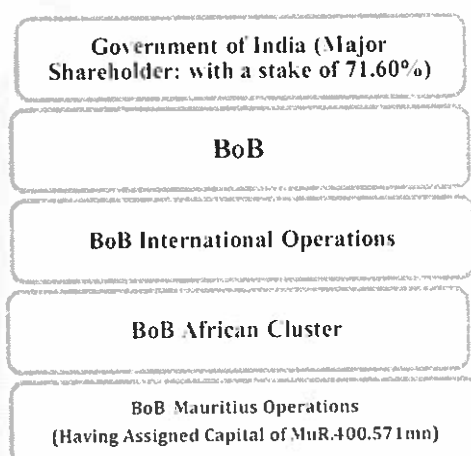 Government of India (Major
Shareholder: with a stake of 71.60%)
BoB
BoB International Operations
BoB African Cluster
BoB Mauritius Operations
(Having Assigned Capital of MuR.400.571mn)